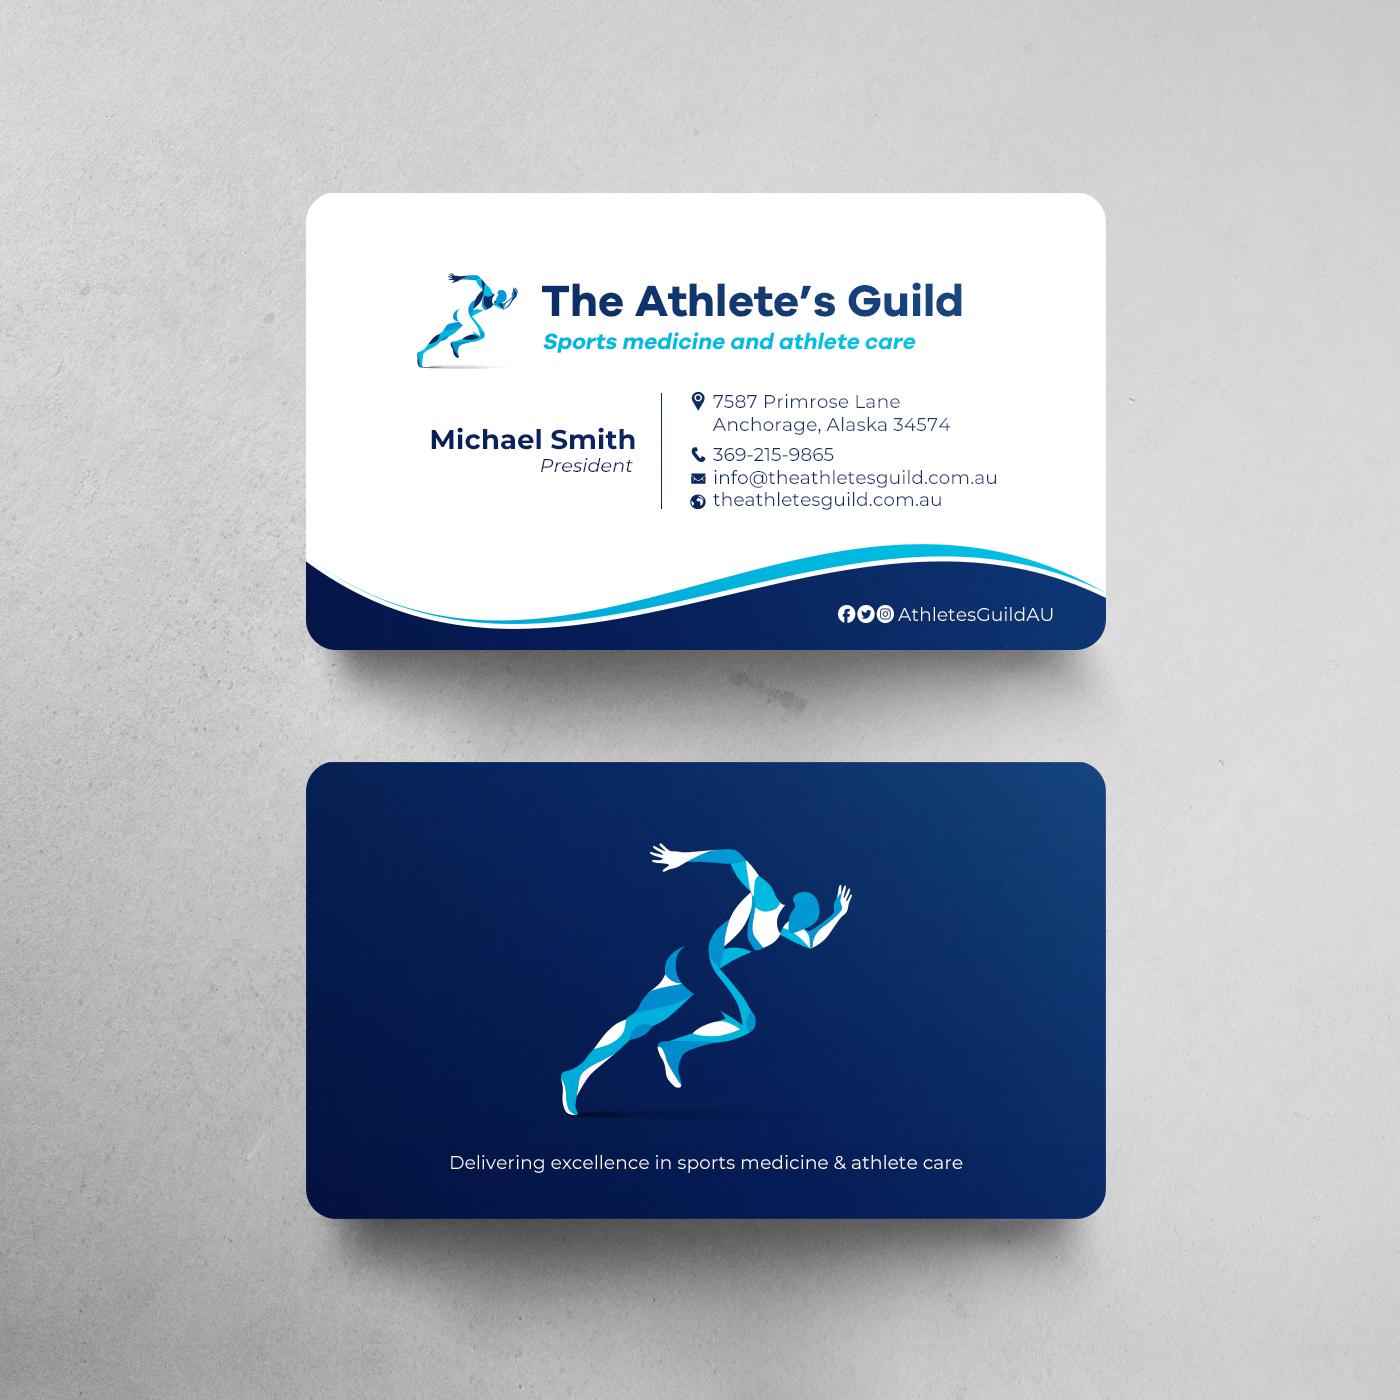 The Athlete’s Guild
Sports medicine and athlete care
Michael Smith
President
7587 Primrose Lane
Anchorage, Alaska 34574
369-215-9865
info@theathletesguild.com.au
theathletesguild.com.au
AthletesGuildAU
Delivering excellence in sports medicine & athlete care